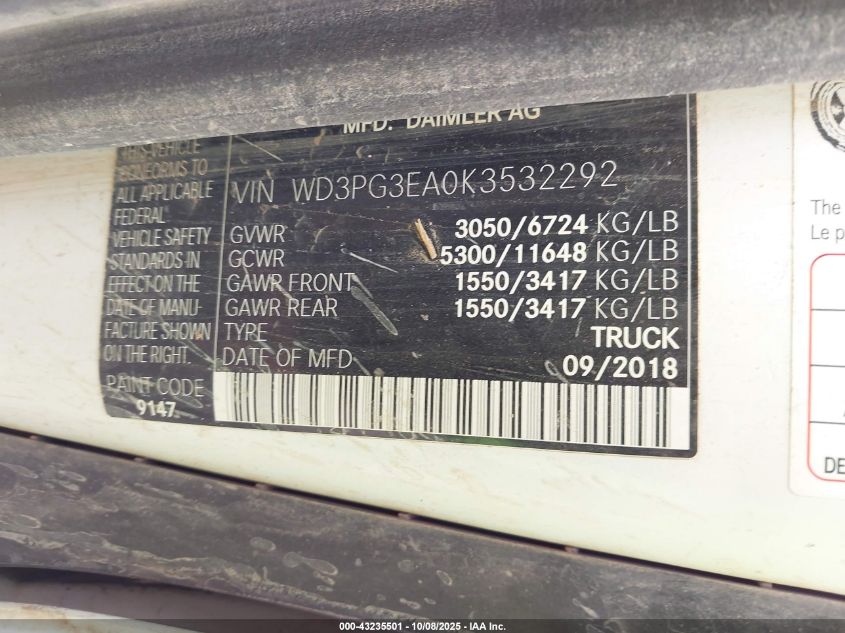 MFD. DAIMLER AG
THIS VEHICLE
CONFORMS TO
ALL APPLICABLE
FEDERAL
VEHICLE SAFETY
STANDARDS IN
EFFECT ON THE
DATE OF MANU
FACTURE SHOWN
ON THE RIGHT.
PAINT CODE
9147
VIN WD3PG3EA0K3532292
GVWR 3050/6724 KG/LB
GCWR 5300/11648 KG/LB
GAWR FRONT 1550/3417 KG/LB
GAWR REAR 1550/3417 KG/LB
TYPE TRUCK
DATE OF MFD 09/2018
The
Le p
DE
000-43235501 - 10/08/2025 - IAA Inc.